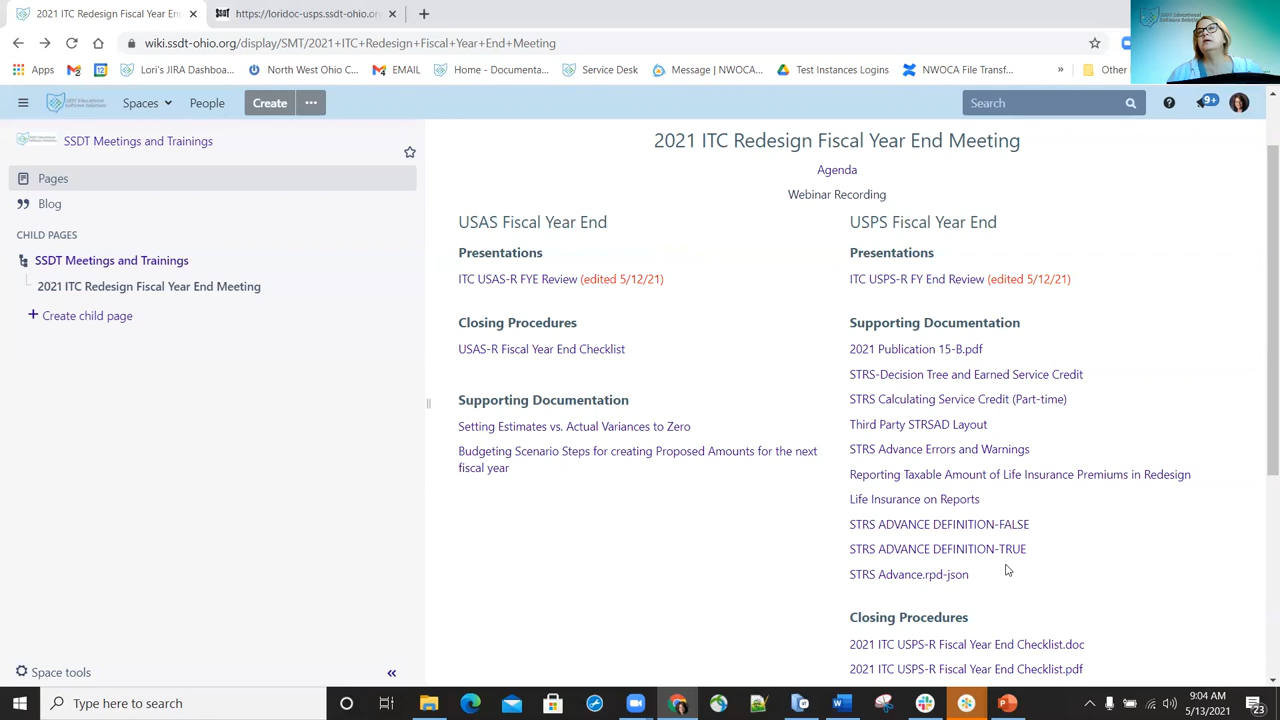 2021 ITC Redesign Fiscal Year En
https://loridoc-usps.ssdt-ohio.org
wiki.ssdt-ohio.org/display/SMT/2021+ITC+Redesign+Fiscal+Year+End+Meeting
Apps
Lori's JIRA Dashboa...
North West Ohio C...
EMAIL
Home - Documenta...
Service Desk
Message | NWOCA...
Test Instances Logins
NWOCA File Transf...
»
Other
SSDT Educational
Software Solutions
Spaces
People
Create
Search
9+
SSDT Meetings and Trainings
Pages
Blog
CHILD PAGES
SSDT Meetings and Trainings
2021 ITC Redesign Fiscal Year End Meeting
+ Create child page
Space tools
«
2021 ITC Redesign Fiscal Year End Meeting
Agenda
Webinar Recording
USAS Fiscal Year End
Presentations
ITC USAS-R FYE Review (edited 5/12/21)
Closing Procedures
USAS-R Fiscal Year End Checklist
Supporting Documentation
Setting Estimates vs. Actual Variances to Zero
Budgeting Scenario Steps for creating Proposed Amounts for the next
fiscal year
USPS Fiscal Year End
Presentations
ITC USPS-R FY End Review (edited 5/12/21)
Supporting Documentation
2021 Publication 15-B.pdf
STRS-Decision Tree and Earned Service Credit
STRS Calculating Service Credit (Part-time)
Third Party STRSAD Layout
STRS Advance Errors and Warnings
Reporting Taxable Amount of Life Insurance Premiums in Redesign
Life Insurance on Reports
STRS ADVANCE DEFINITION-FALSE
STRS ADVANCE DEFINITION-TRUE
STRS Advance.rpd-json
Closing Procedures
2021 ITC USPS-R Fiscal Year End Checklist.doc
2021 ITC USPS-R Fiscal Year End Checklist.pdf
Type here to search
9:04 AM
5/13/2021
23